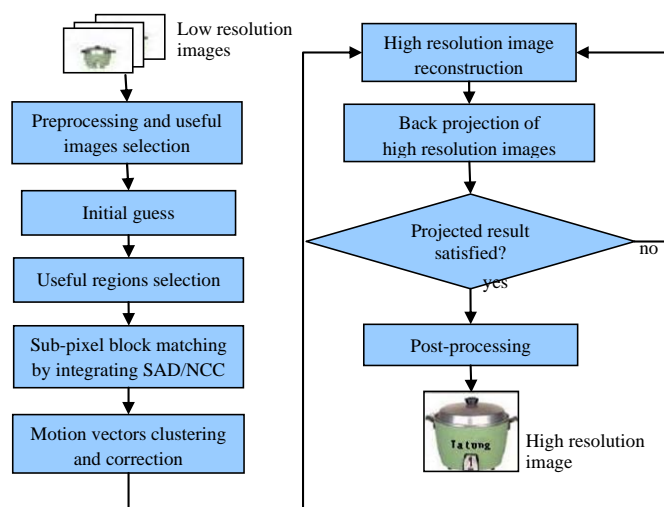 Low resolution
images
Preprocessing and useful
images selection
Initial guess
Useful regions selection
Sub-pixel block matching
by integrating SAD/NCC
Motion vectors clustering
and correction
High resolution image
reconstruction
Back projection of
high resolution images
Projected result
satisfied?
no
yes
Post-processing
Tatung
High resolution
image